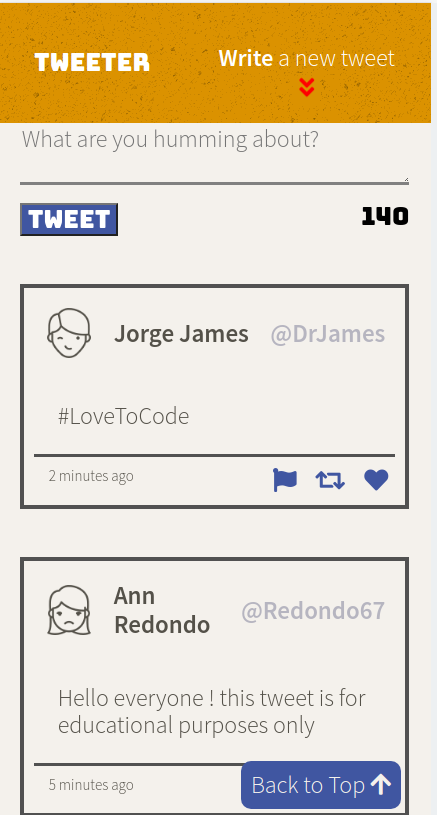 TWEETER
Write a new tweet
What are you humming about?
TWEET
140
Jorge James @DrJames
#LoveToCode
2 minutes ago
Ann
Redondo
@Redondo67
Hello everyone ! this tweet is for
educational purposes only
5 minutes ago
Back to Top